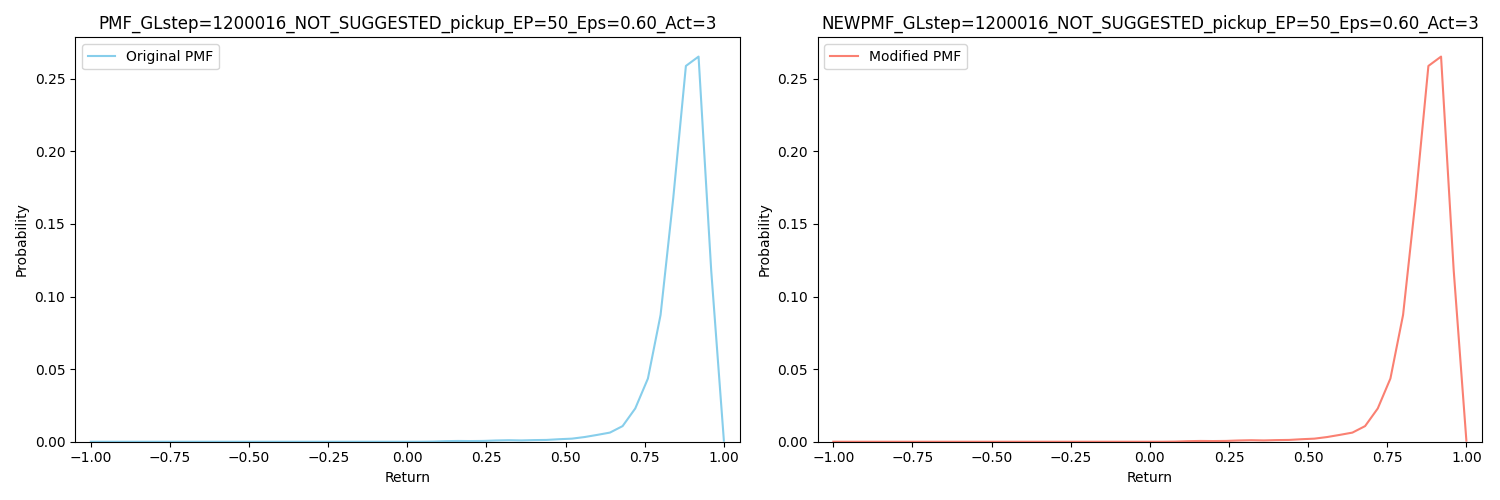 PMF_GLstep=1200016_NOT_SUGGESTED_pickup_EP=50_Eps=0.60_Act=3
Original PMF
0.25
0.20
0.15
0.10
0.05
0.00
Probability
−1.00 −0.75 −0.50 −0.25 0.00 0.25 0.50 0.75 1.00
Return
NEWPMF_GLstep=1200016_NOT_SUGGESTED_pickup_EP=50_Eps=0.60_Act=3
Modified PMF
0.25
0.20
0.15
0.10
0.05
0.00
Probability
−1.00 −0.75 −0.50 −0.25 0.00 0.25 0.50 0.75 1.00
Return